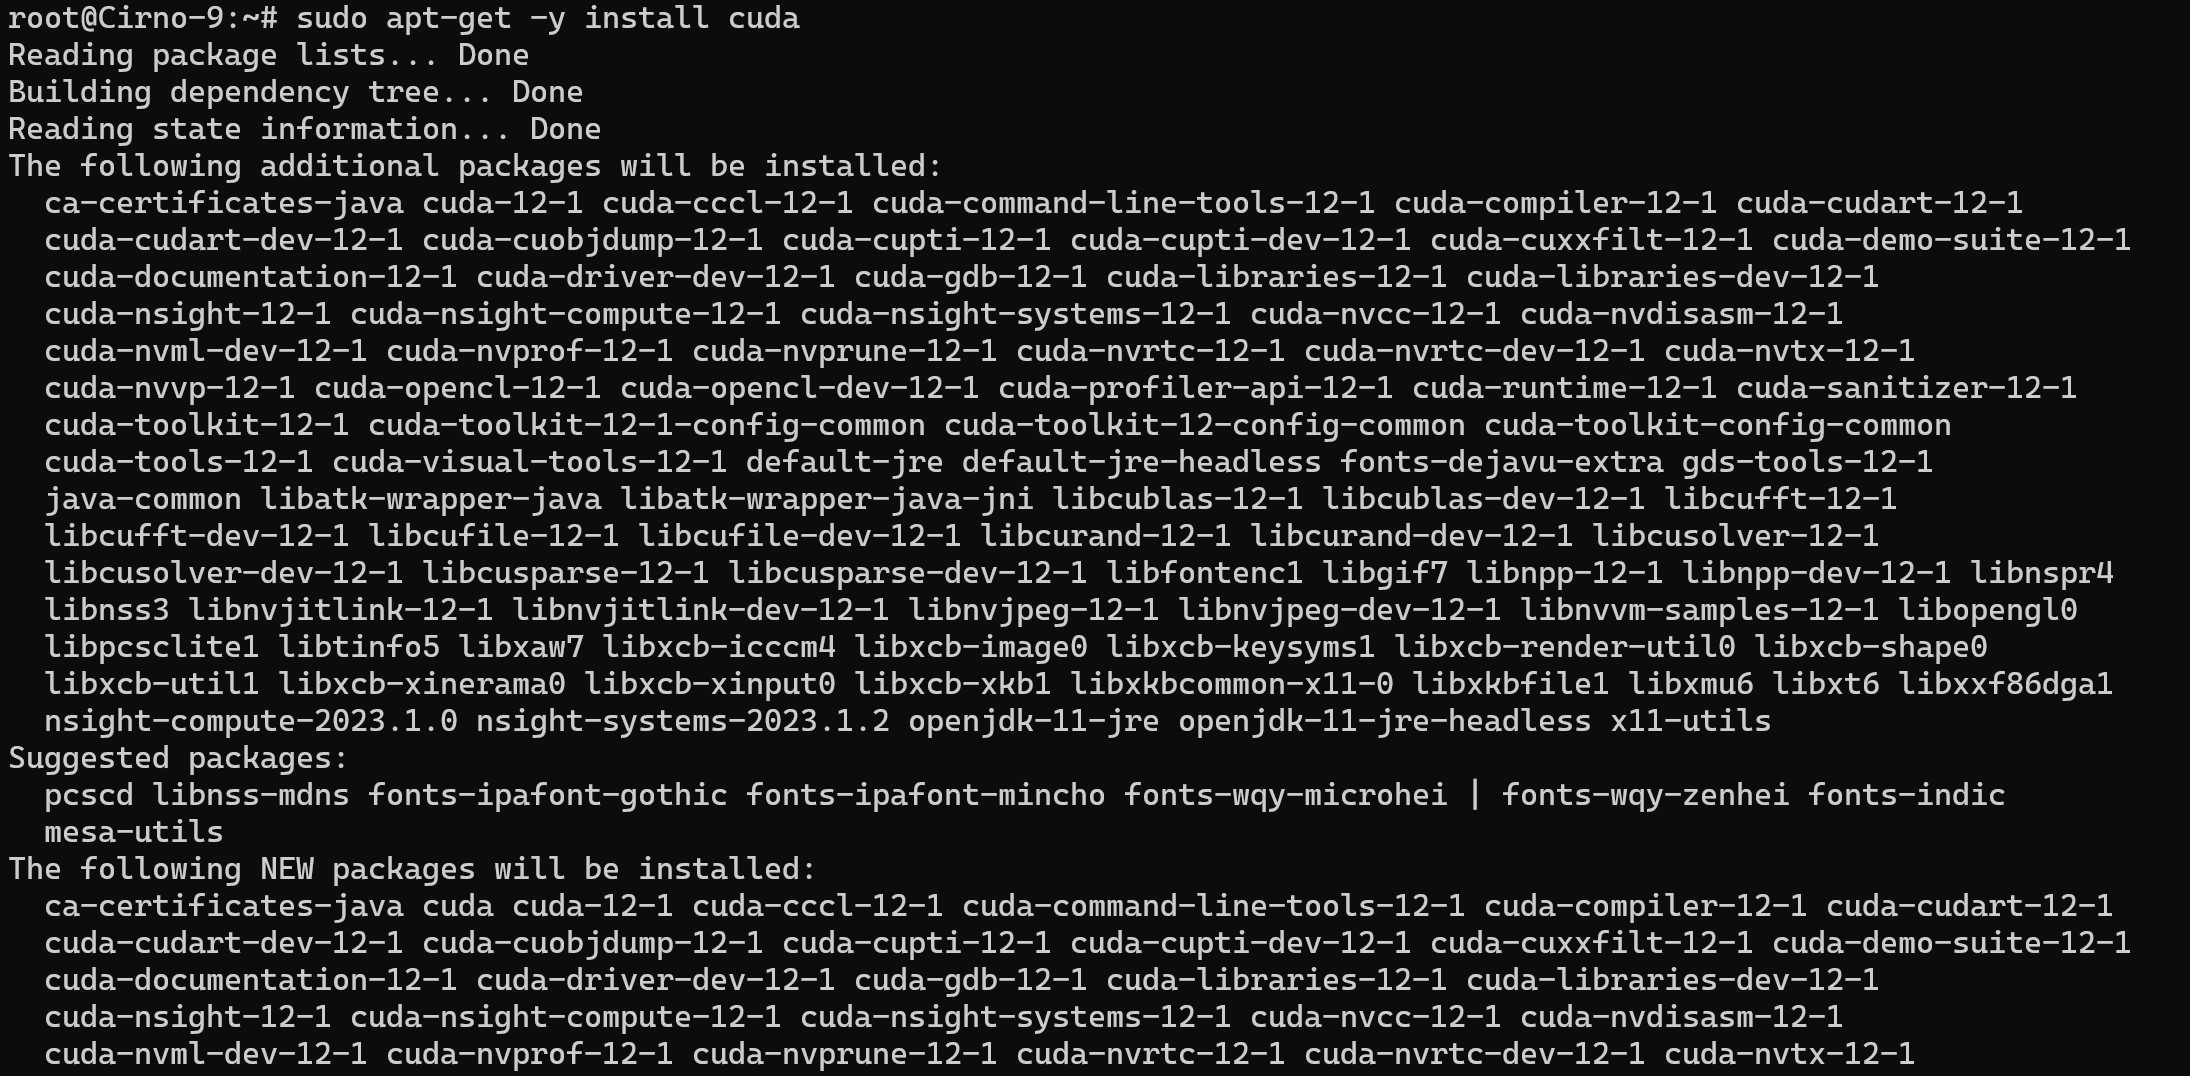 root@Cirno-9:~# sudo apt-get -y install cuda
Reading package lists... Done
Building dependency tree... Done
Reading state information... Done
The following additional packages will be installed:
  ca-certificates-java cuda-12-1 cuda-cccl-12-1 cuda-command-line-tools-12-1 cuda-compiler-12-1 cuda-cudart-12-1
  cuda-cudart-dev-12-1 cuda-cuobjdump-12-1 cuda-cupti-12-1 cuda-cupti-dev-12-1 cuda-cuxxfilt-12-1 cuda-demo-suite-12-1
  cuda-documentation-12-1 cuda-driver-dev-12-1 cuda-gdb-12-1 cuda-libraries-12-1 cuda-libraries-dev-12-1
  cuda-nsight-12-1 cuda-nsight-compute-12-1 cuda-nsight-systems-12-1 cuda-nvcc-12-1 cuda-nvdisasm-12-1
  cuda-nvml-dev-12-1 cuda-nvprof-12-1 cuda-nvprune-12-1 cuda-nvrtc-12-1 cuda-nvrtc-dev-12-1 cuda-nvtx-12-1
  cuda-nvvp-12-1 cuda-opencl-12-1 cuda-opencl-dev-12-1 cuda-profiler-api-12-1 cuda-runtime-12-1 cuda-sanitizer-12-1
  cuda-toolkit-12-1 cuda-toolkit-12-1-config-common cuda-toolkit-12-config-common cuda-toolkit-config-common
  cuda-tools-12-1 cuda-visual-tools-12-1 default-jre default-jre-headless fonts-dejavu-extra gds-tools-12-1
  java-common libatk-wrapper-java libatk-wrapper-java-jni libcublas-12-1 libcublas-dev-12-1 libcufft-12-1
  libcufft-dev-12-1 libcufile-12-1 libcufile-dev-12-1 libcurand-12-1 libcurand-dev-12-1 libcusolver-12-1
  libcusolver-dev-12-1 libcusparse-12-1 libcusparse-dev-12-1 libfontenc1 libgif7 libnpp-12-1 libnpp-dev-12-1 libnspr4
  libnss3 libnvjitlink-12-1 libnvjitlink-dev-12-1 libnvjpeg-12-1 libnvjpeg-dev-12-1 libnvvm-samples-12-1 libopengl0
  libpcsclite1 libtinfo5 libxaw7 libxcb-icccm4 libxcb-image0 libxcb-keysyms1 libxcb-render-util0 libxcb-shape0
  libxcb-util1 libxcb-xinerama0 libxcb-xinput0 libxcb-xkb1 libxkbcommon-x11-0 libxkbfile1 libxmu6 libxt6 libxxf86dga1
  nsight-compute-2023.1.0 nsight-systems-2023.1.2 openjdk-11-jre openjdk-11-jre-headless x11-utils
Suggested packages:
  pcscd libnss-mdns fonts-ipafont-gothic fonts-ipafont-mincho fonts-wqy-microhei | fonts-wqy-zenhei fonts-indic
  mesa-utils
The following NEW packages will be installed:
  ca-certificates-java cuda cuda-12-1 cuda-cccl-12-1 cuda-command-line-tools-12-1 cuda-compiler-12-1 cuda-cudart-12-1
  cuda-cudart-dev-12-1 cuda-cuobjdump-12-1 cuda-cupti-12-1 cuda-cupti-dev-12-1 cuda-cuxxfilt-12-1 cuda-demo-suite-12-1
  cuda-documentation-12-1 cuda-driver-dev-12-1 cuda-gdb-12-1 cuda-libraries-12-1 cuda-libraries-dev-12-1
  cuda-nsight-12-1 cuda-nsight-compute-12-1 cuda-nsight-systems-12-1 cuda-nvcc-12-1 cuda-nvdisasm-12-1
  cuda-nvml-dev-12-1 cuda-nvprof-12-1 cuda-nvprune-12-1 cuda-nvrtc-12-1 cuda-nvrtc-dev-12-1 cuda-nvtx-12-1